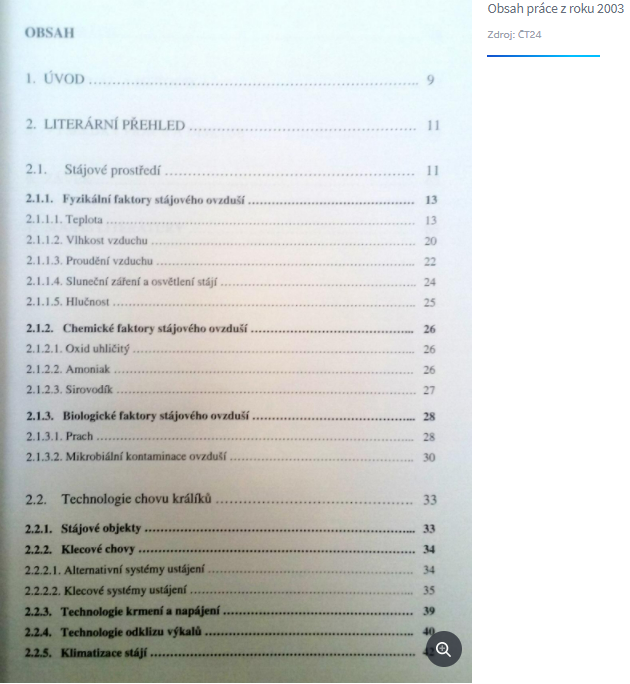 OBSAH
1. ÚVOD ........ 9
2. LITERÁRNÍ PŘEHLED ........ 11
2.1. Stájové prostředí ........ 11
2.1.1. Fyzikální faktory stájového ovzduší ........ 13
2.1.1.1. Teplota ........ 13
2.1.1.2. Vlhkost vzduchu ........ 20
2.1.1.3. Proudění vzduchu ........ 22
2.1.1.4. Sluneční záření a osvětlení stájí ........ 24
2.1.1.5. Hlučnost ........ 25
2.1.2. Chemické faktory stájového ovzduší ........ 26
2.1.2.1. Oxid uhličitý ........ 26
2.1.2.2. Amoniak ........ 26
2.1.2.3. Sirovodík ........ 27
2.1.3. Biologické faktory stájového ovzduší ........ 28
2.1.3.1. Prach ........ 28
2.1.3.2. Mikrobiální kontaminace ovzduší ........ 30
2.2. Technologie chovu králíků ........ 33
2.2.1. Stájové objekty ........ 33
2.2.2. Klecové chovy ........ 34
2.2.2.1. Alternativní systémy ustájení ........ 34
2.2.2.2. Klecové systémy ustájení ........ 35
2.2.3. Technologie krmení a napájení ........ 39
2.2.4. Technologie odklizu výkalů ........ 40
2.2.5. Klimatizace stájí ........
Obsah práce z roku 2003
Zdroj: ČT24